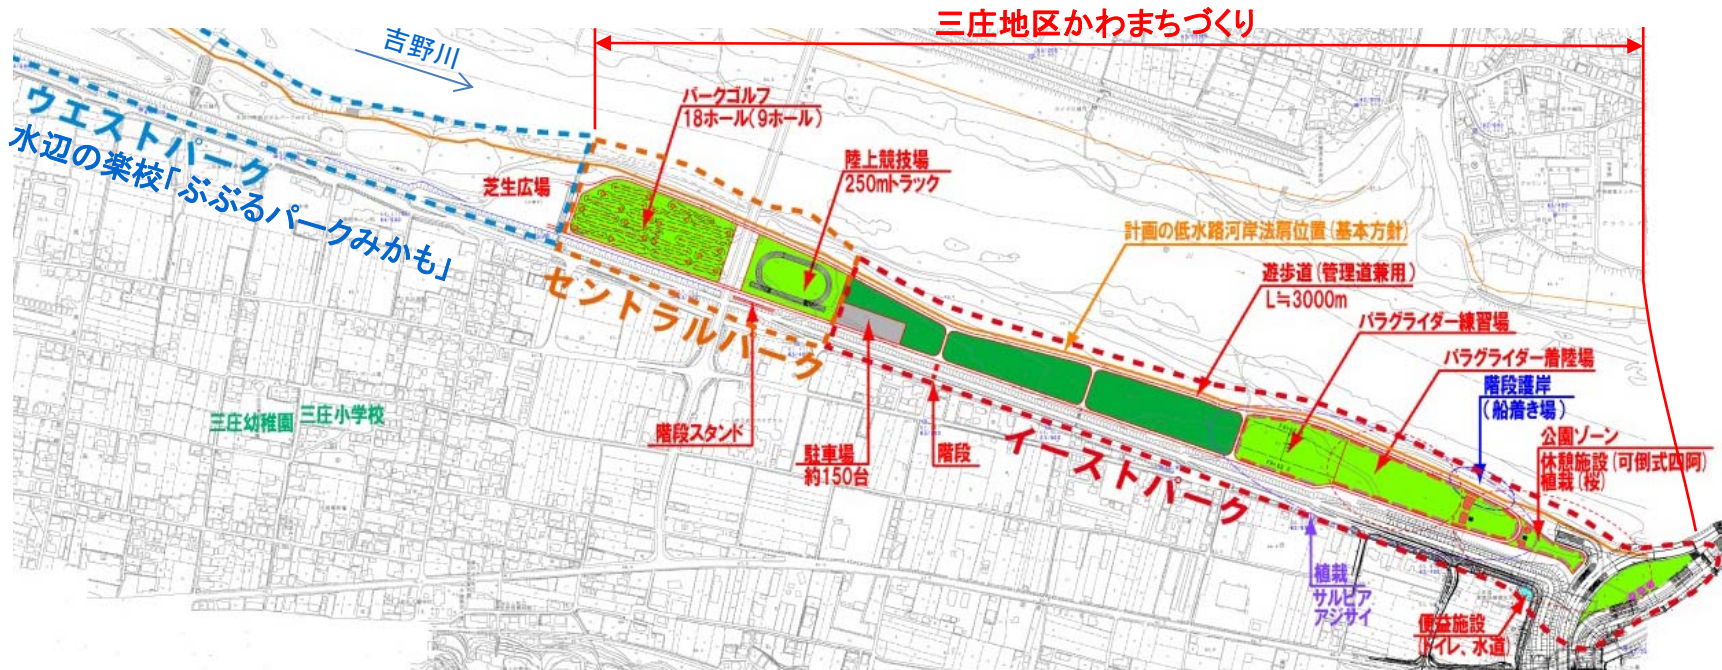 三庄地区かわまちづくり
吉野川
ウエストパーク
水辺の楽校「ぶぶるパークみかも」
パークゴルフ
18ホール(9ホール)
芝生広場
陸上競技場
250mトラック
セントラルパーク
計画の低水路河岸法肩位置(基本方針)
遊歩道(管理道兼用)
L≒3000m
パラグライダー練習場
パラグライダー着陸場
階段護岸
(船着き場)
公園ゾーン
休憩施設(可倒式四阿)
植栽(桜)
三庄幼稚園
三庄小学校
階段スタンド
駐車場
約150台
階段
イーストパーク
植栽
サルビア
アジサイ
便益施設
(トイレ、水道)